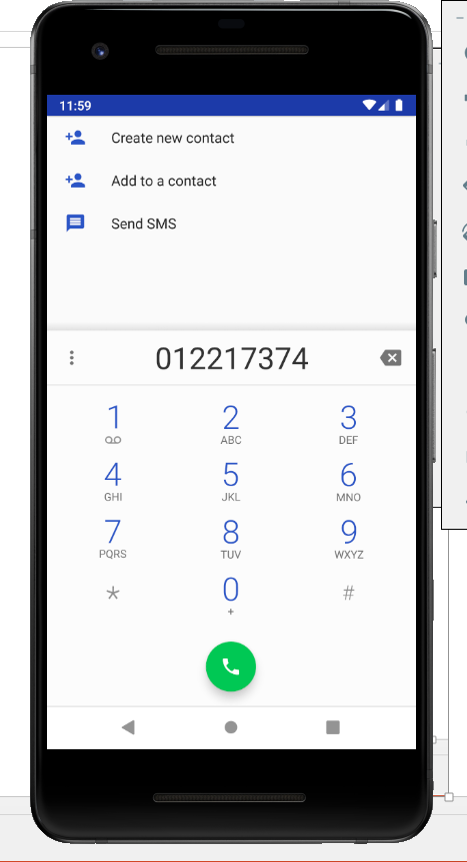 11:59
Create new contact
Add to a contact
Send SMS
012217374
1 2 3
ABC DEF
4 5 6
GHI JKL MNO
7 8 9
PQRS TUV WXYZ
* 0 #
+